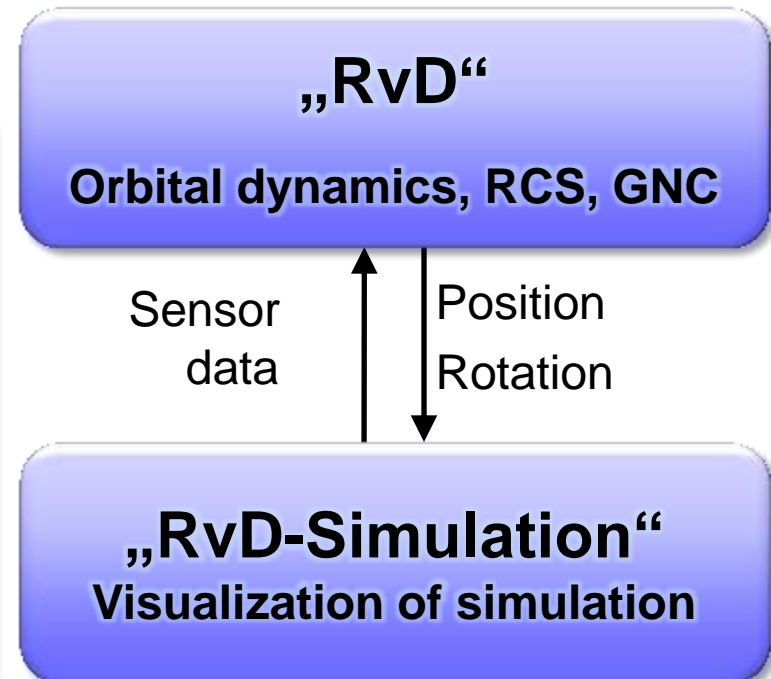 „RvD“
Orbital dynamics, RCS, GNC
Sensor
data
Position
Rotation
„RvD-Simulation“
Visualization of simulation